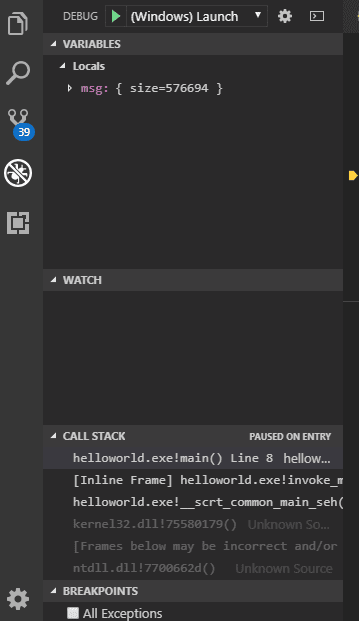 DEBUG (Windows) Launch
VARIABLES
Locals
msg: { size=576694 }
39
WATCH
CALL STACK PAUSED ON ENTRY
helloworld.exe!main() Line 8 hellow...
[Inline Frame] helloworld.exe!invoke_m
helloworld.exe!__scrt_common_main_seh(
kernel32.dll!75580179() Unknown So...
[Frames below may be incorrect and/or
ntdll.dll!7700662d() Unknown Source
BREAKPOINTS
All Exceptions